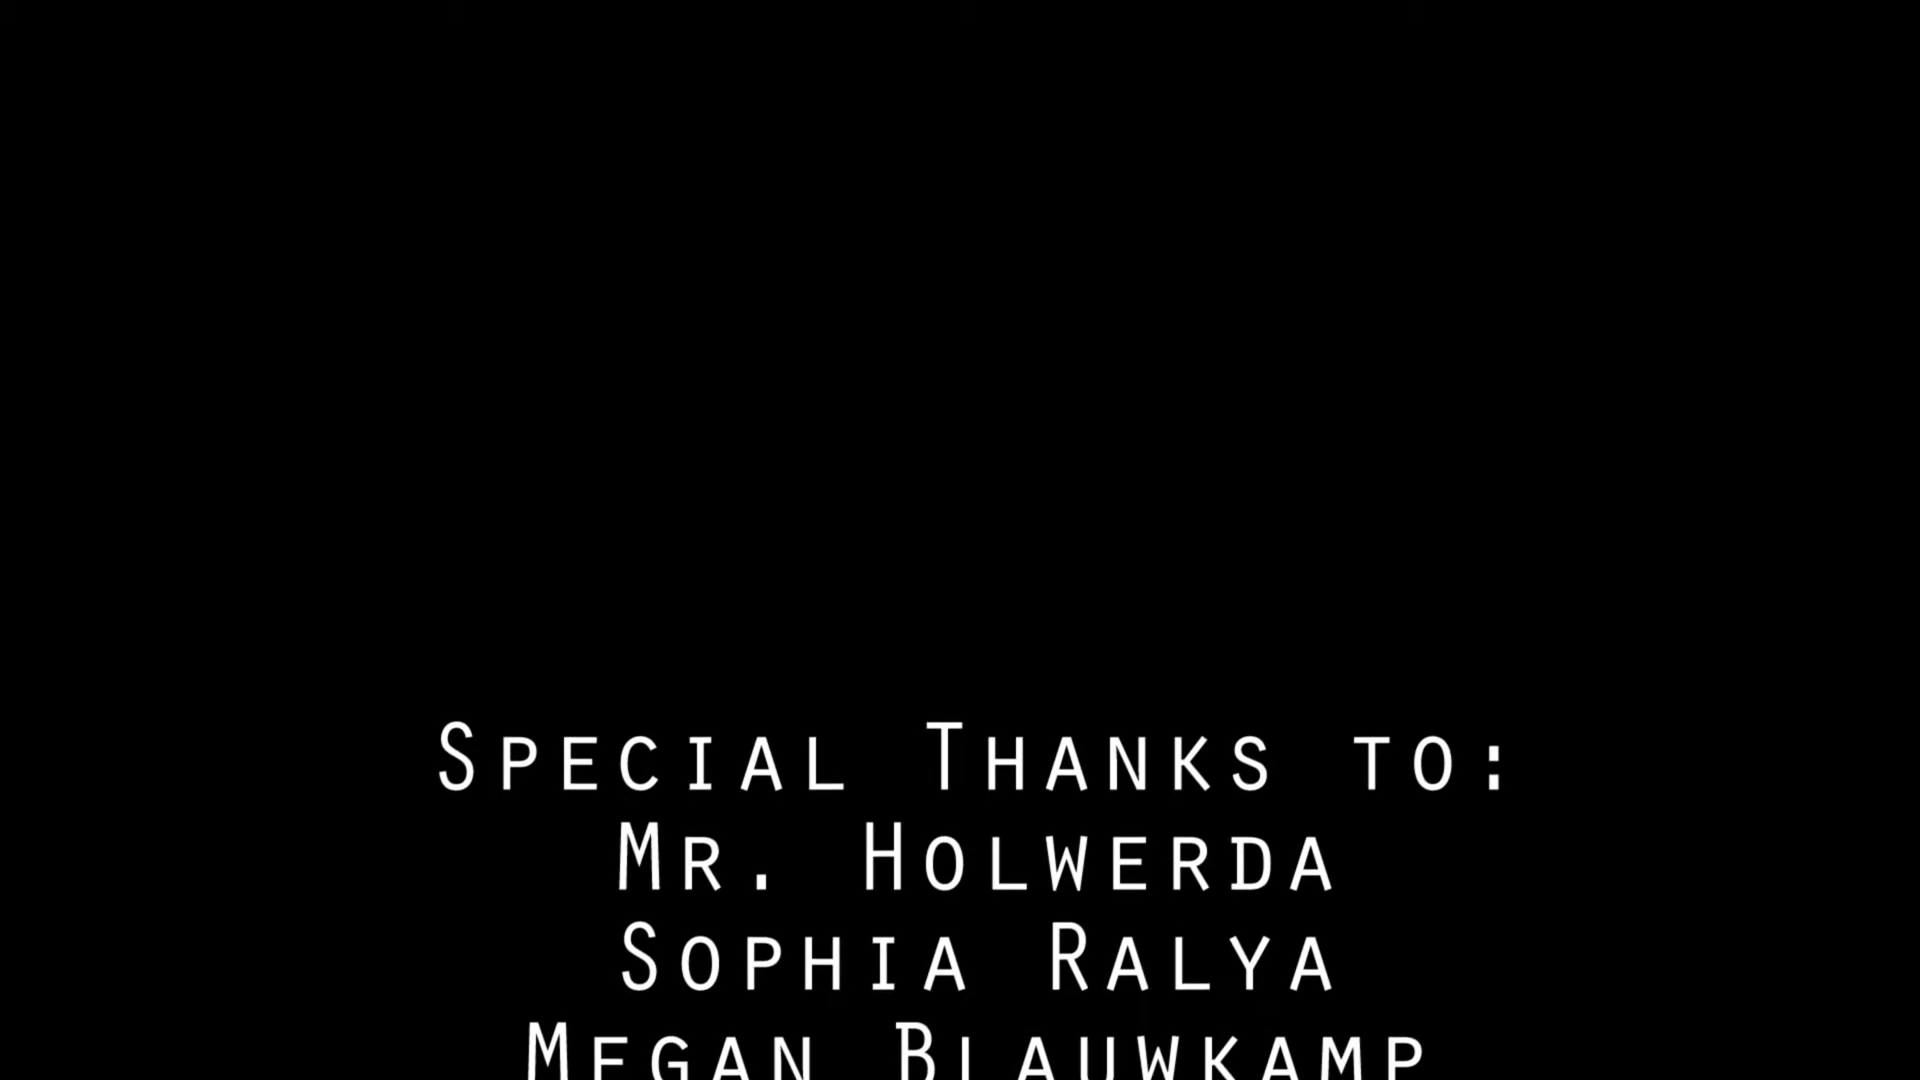 Special Thanks to:
Mr. Holwerda
Sophia Ralya
Megan Blauwkamp